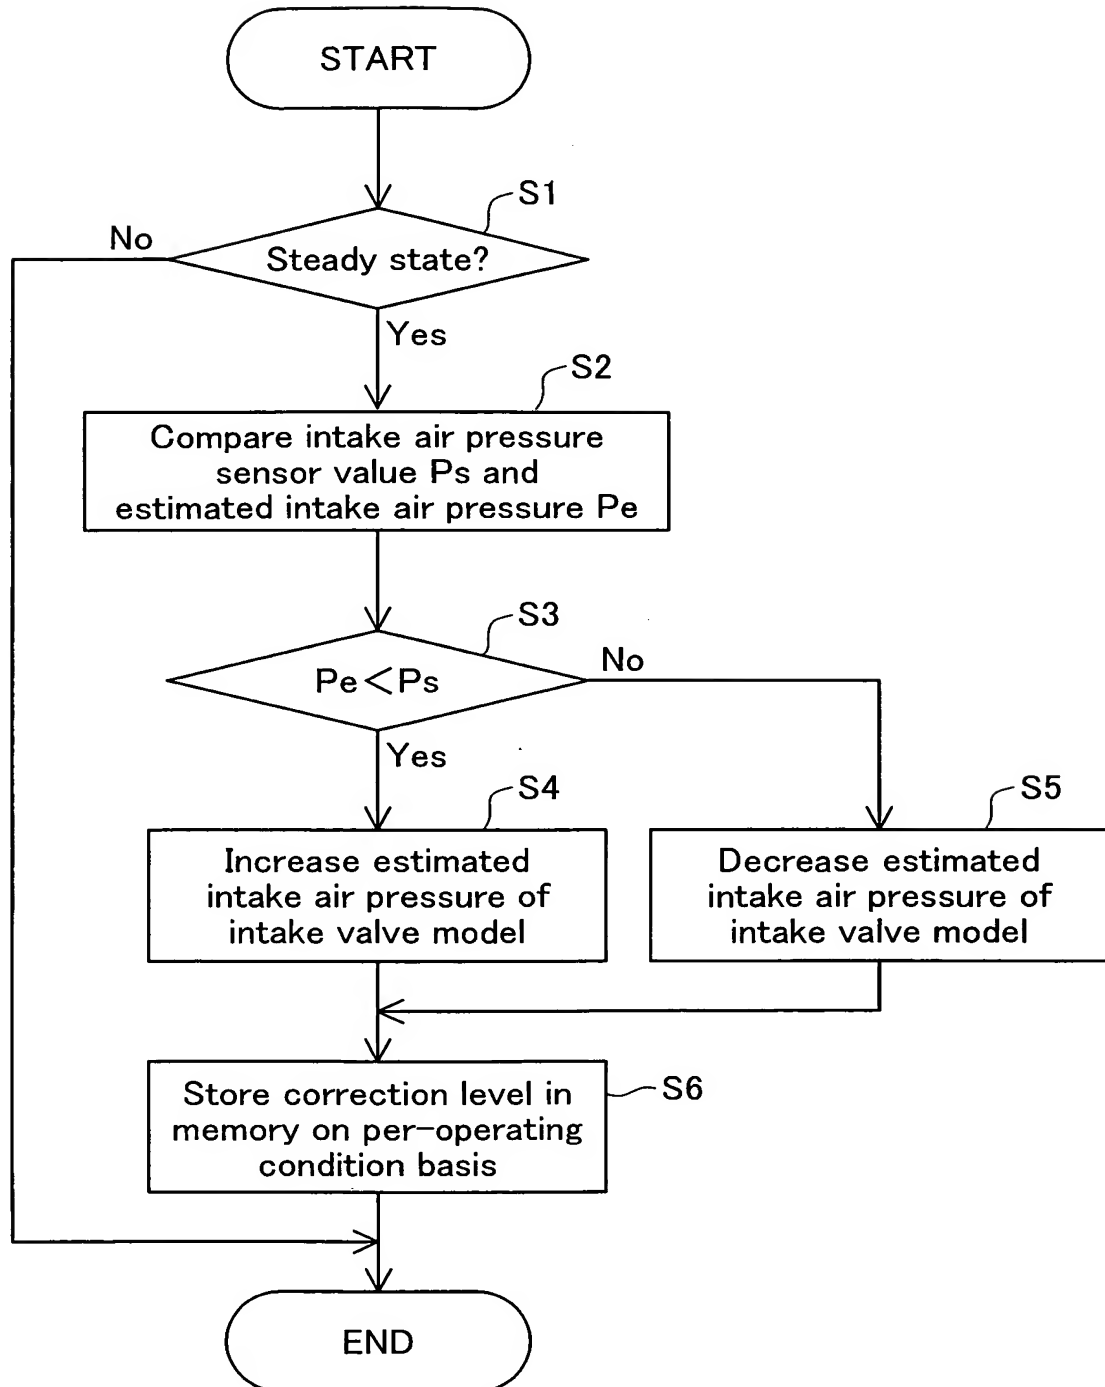 START
S1
No
Steady state?
Yes
S2
Compare intake air pressure
sensor value Ps and
estimated intake air pressure Pe
S3
No
Pe<Ps
Yes
S4
S5
Increase estimated
intake air pressure of
intake valve model
Decrease estimated
intake air pressure of
intake valve model
S6
Store correction level in
memory on per-operating
condition basis
END